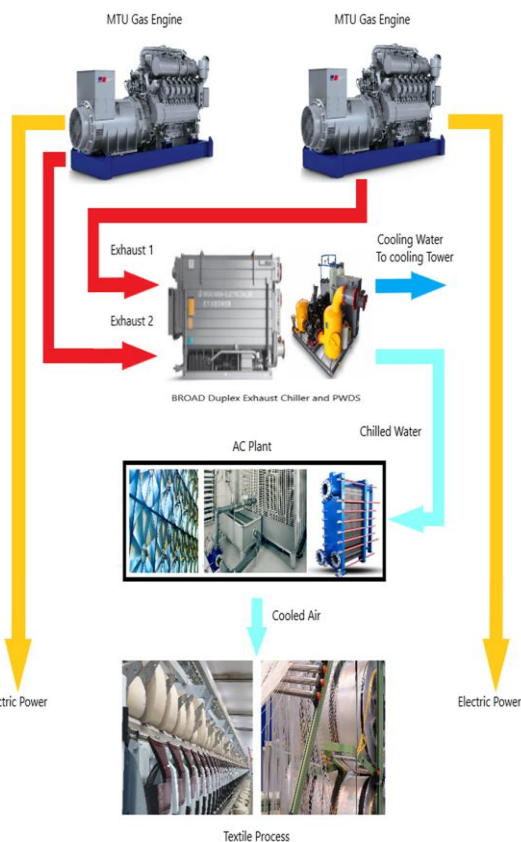 MTU Gas Engine
MTU Gas Engine
Exhaust 1
Cooling Water
To cooling Tower
Exhaust 2
BROAD Duplex Exhaust Chiller and PWDS
Chilled Water
AC Plant
Cooled Air
ctric Power
Electric Power
Textile Process